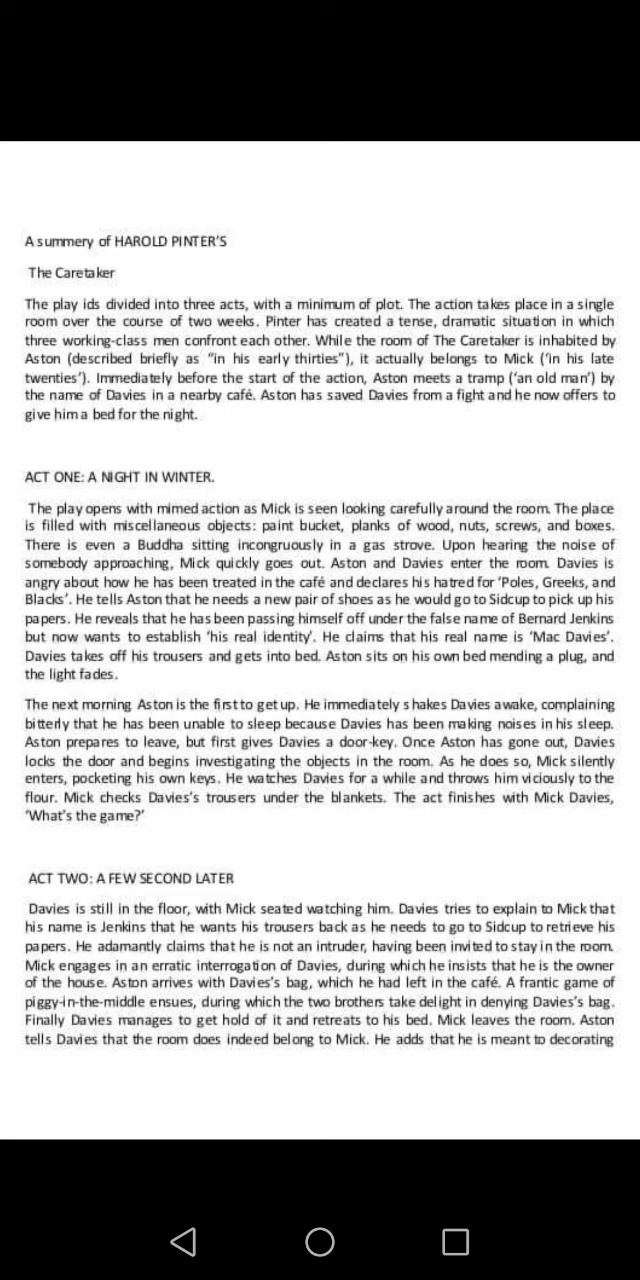 A summery of HAROLD PINTER'S
The Caretaker
The play ids divided into three acts, with a minimum of plot. The action takes place in a single
room over the course of two weeks. Pinter has created a tense, dramatic situation in which
three working-class men confront each other. While the room of The Caretaker is inhabited by
Aston (described briefly as "in his early thirties"), it actually belongs to Mick ('in his late
twenties'). Immediately before the start of the action, Aston meets a tramp ('an old man') by
the name of Davies in a nearby café. Aston has saved Davies from a fight and he now offers to
give him a bed for the night.
ACT ONE: A NIGHT IN WINTER.
The play opens with mimed action as Mick is seen looking carefully around the room. The place
is filled with miscellaneous objects: paint bucket, planks of wood, nuts, screws, and boxes.
There is even a Buddha sitting incongruously in a gas strove. Upon hearing the noise of
somebody approaching, Mick quickly goes out. Aston and Davies enter the room. Davies is
angry about how he has been treated in the café and declares his hatred for 'Poles, Greeks, and
Blacks'. He tells Aston that he needs a new pair of shoes as he would go to Sidcup to pick up his
papers. He reveals that he has been passing himself off under the false name of Bernard Jenkins
but now wants to establish 'his real identity'. He claims that his real name is 'Mac Davies'.
Davies takes off his trousers and gets into bed. Aston sits on his own bed mending a plug, and
the light fades.
The next morning Aston is the first to get up. He immediately shakes Davies awake, complaining
bitterly that he has been unable to sleep because Davies has been making noises in his sleep.
Aston prepares to leave, but first gives Davies a door-key. Once Aston has gone out, Davies
locks the door and begins investigating the objects in the room. As he does so, Mick silently
enters, pocketing his own keys. He watches Davies for a while and throws him viciously to the
flour. Mick checks Davies's trousers under the blankets. The act finishes with Mick Davies,
'What's the game?'
ACT TWO: A FEW SECOND LATER
Davies is still in the floor, with Mick seated watching him. Davies tries to explain to Mick that
his name is Jenkins that he wants his trousers back as he needs to go to Sidcup to retrieve his
papers. He adamantly claims that he is not an intruder, having been invited to stay in the room.
Mick engages in an erratic interrogation of Davies, during which he insists that he is the owner
of the house. Aston arrives with Davies's bag, which he had left in the café. A frantic game of
piggy-in-the-middle ensues, during which the two brothers take delight in denying Davies's bag.
Finally Davies manages to get hold of it and retreats to his bed. Mick leaves the room. Aston
tells Davies that the room does indeed belong to Mick. He adds that he is meant to decorating